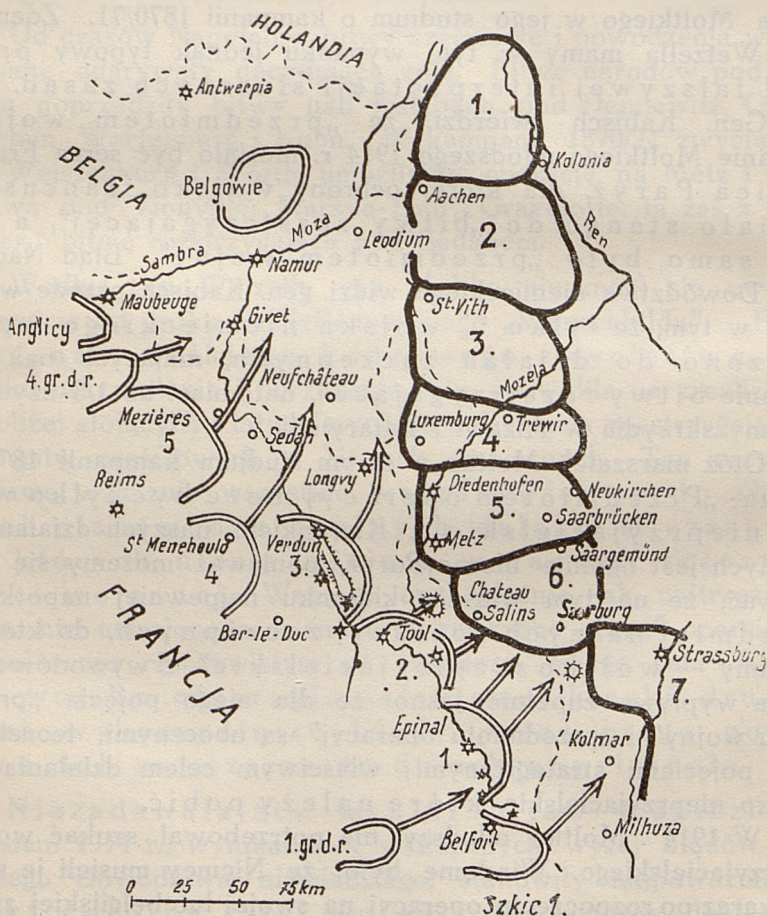 HOLANDIA
Antwerpia
1.
BELGIA
Belgowie
Kolonia
Aachen
Ren
Moza
Leodium
2.
Sambra
Namur
Maubeuge
St. Vith
Anglicy
Givet
3.
4. gr. d. r.
Neufchâteau
Mozela
Mezières
Luxemburg
Trewir
4.
5
Sedan
Longvy
Diedenhofen
Neukirchen
Reims
5.
Saarbrücken
St Menehould
Verdun
Metz
Saargemünd
3.
6.
4
Chateau
Salins
Saarburg
FRANCJA
Bar-le-Duc
Toul
Strassburg
2.
7.
Epinal
1.
Kolmar
1. gr. d. r.
Belfort
Milhuza
0 25 50 75 km
Szkic 1.